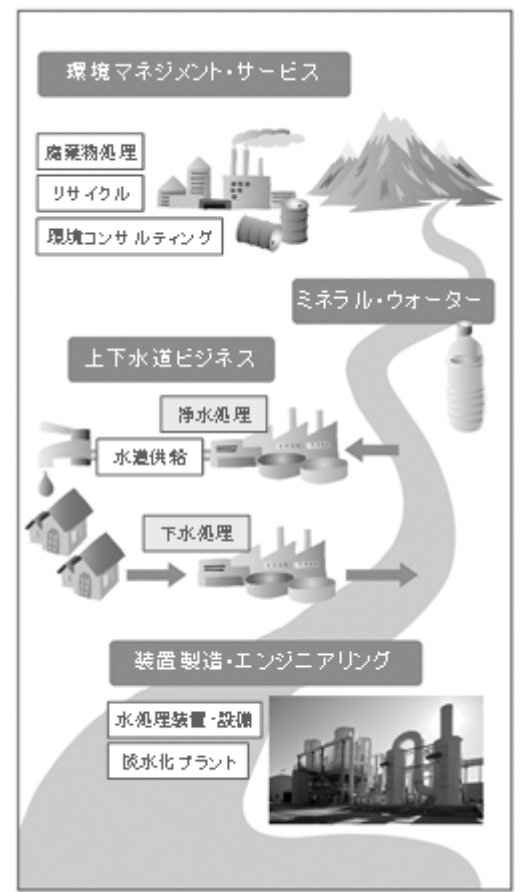 環境マネジメント・サービス
廃棄物処理
リサイクル
環境コンサルティング
ミネラル・ウォーター
上下水道ビジネス
浄水処理
水道供給
下水処理
装置製造・エンジニアリング
水処理装置・設備
淡水化プラント